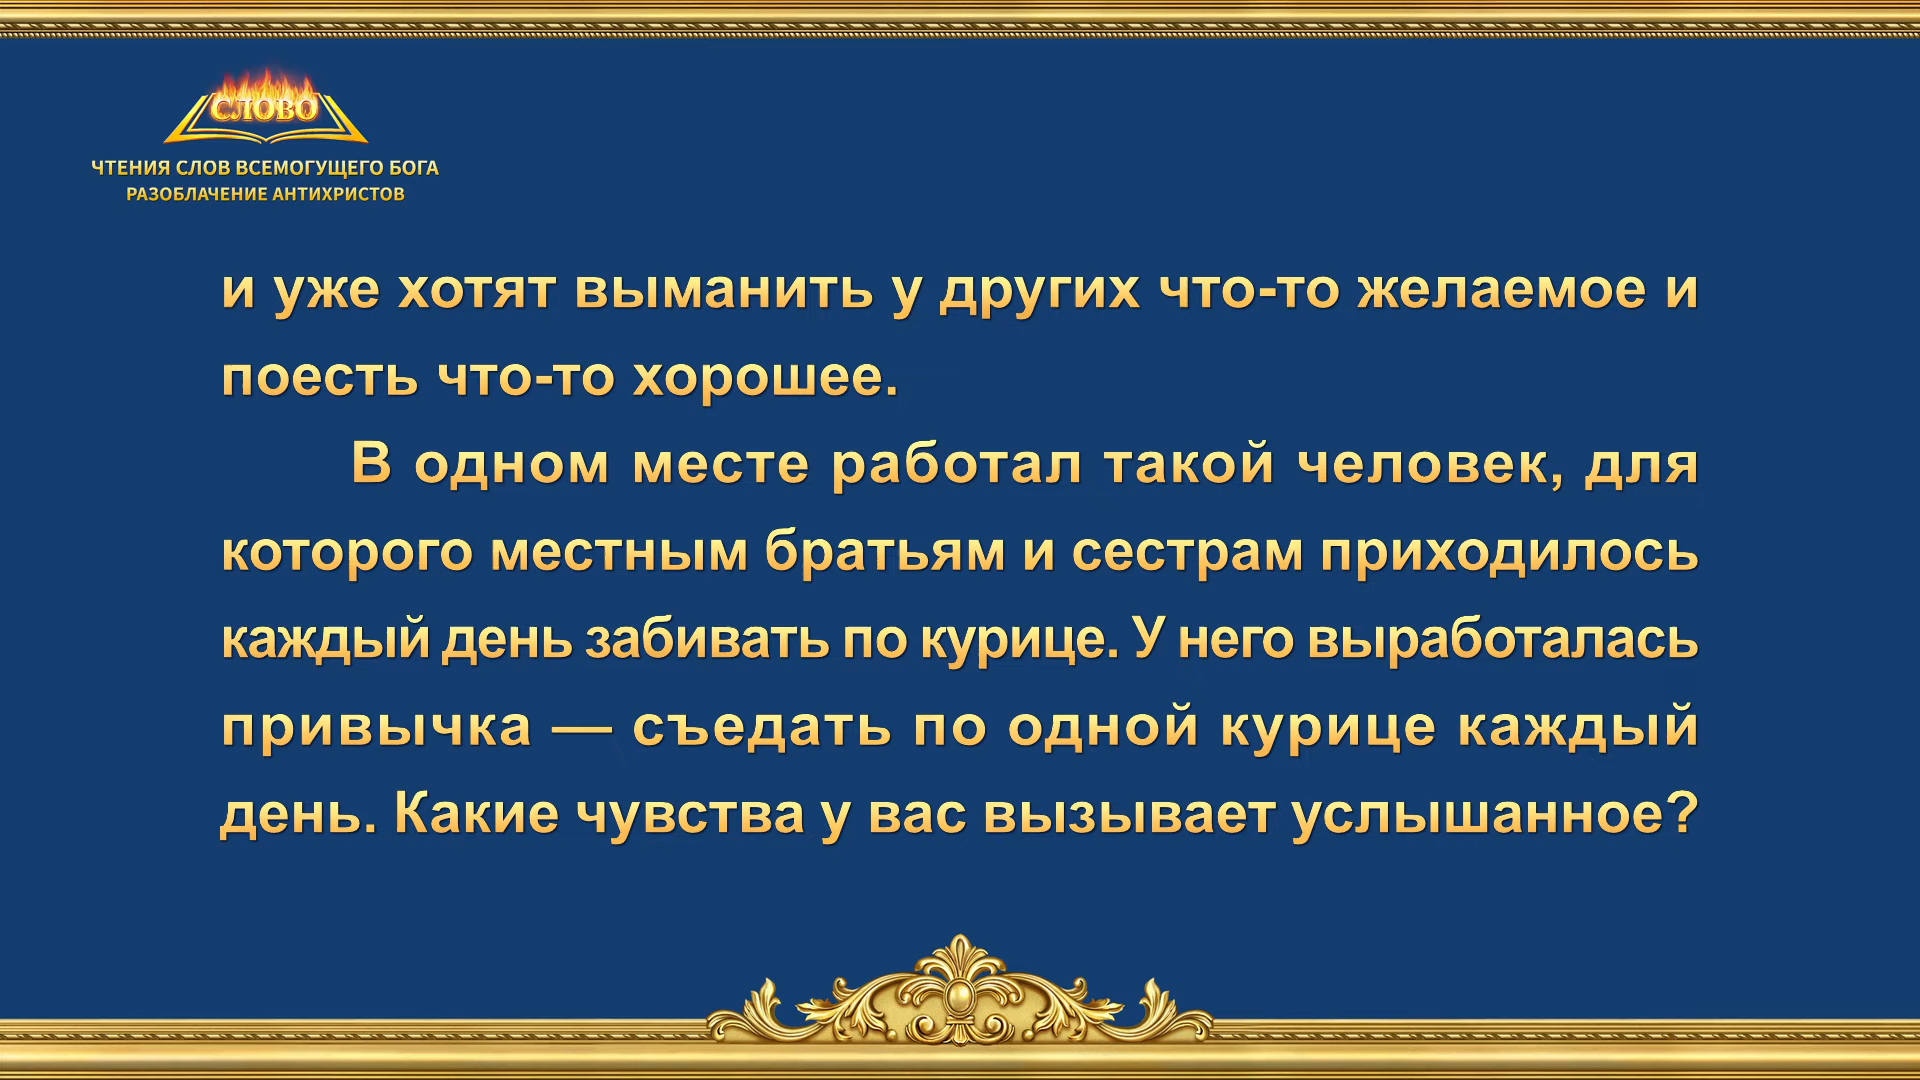 СЛОВО
ЧТЕНИЯ СЛОВ ВСЕМОГУЩЕГО БОГА
РАЗОБЛАЧЕНИЕ АНТИХРИСТОВ
и уже хотят выманить у других что-то желаемое и
поесть что-то хорошее.
В одном месте работал такой человек, для
которого местным братьям и сестрам приходилось
каждый день забивать по курице. У него выработалась
привычка — съедать по одной курице каждый
день. Какие чувства у вас вызывает услышанное?